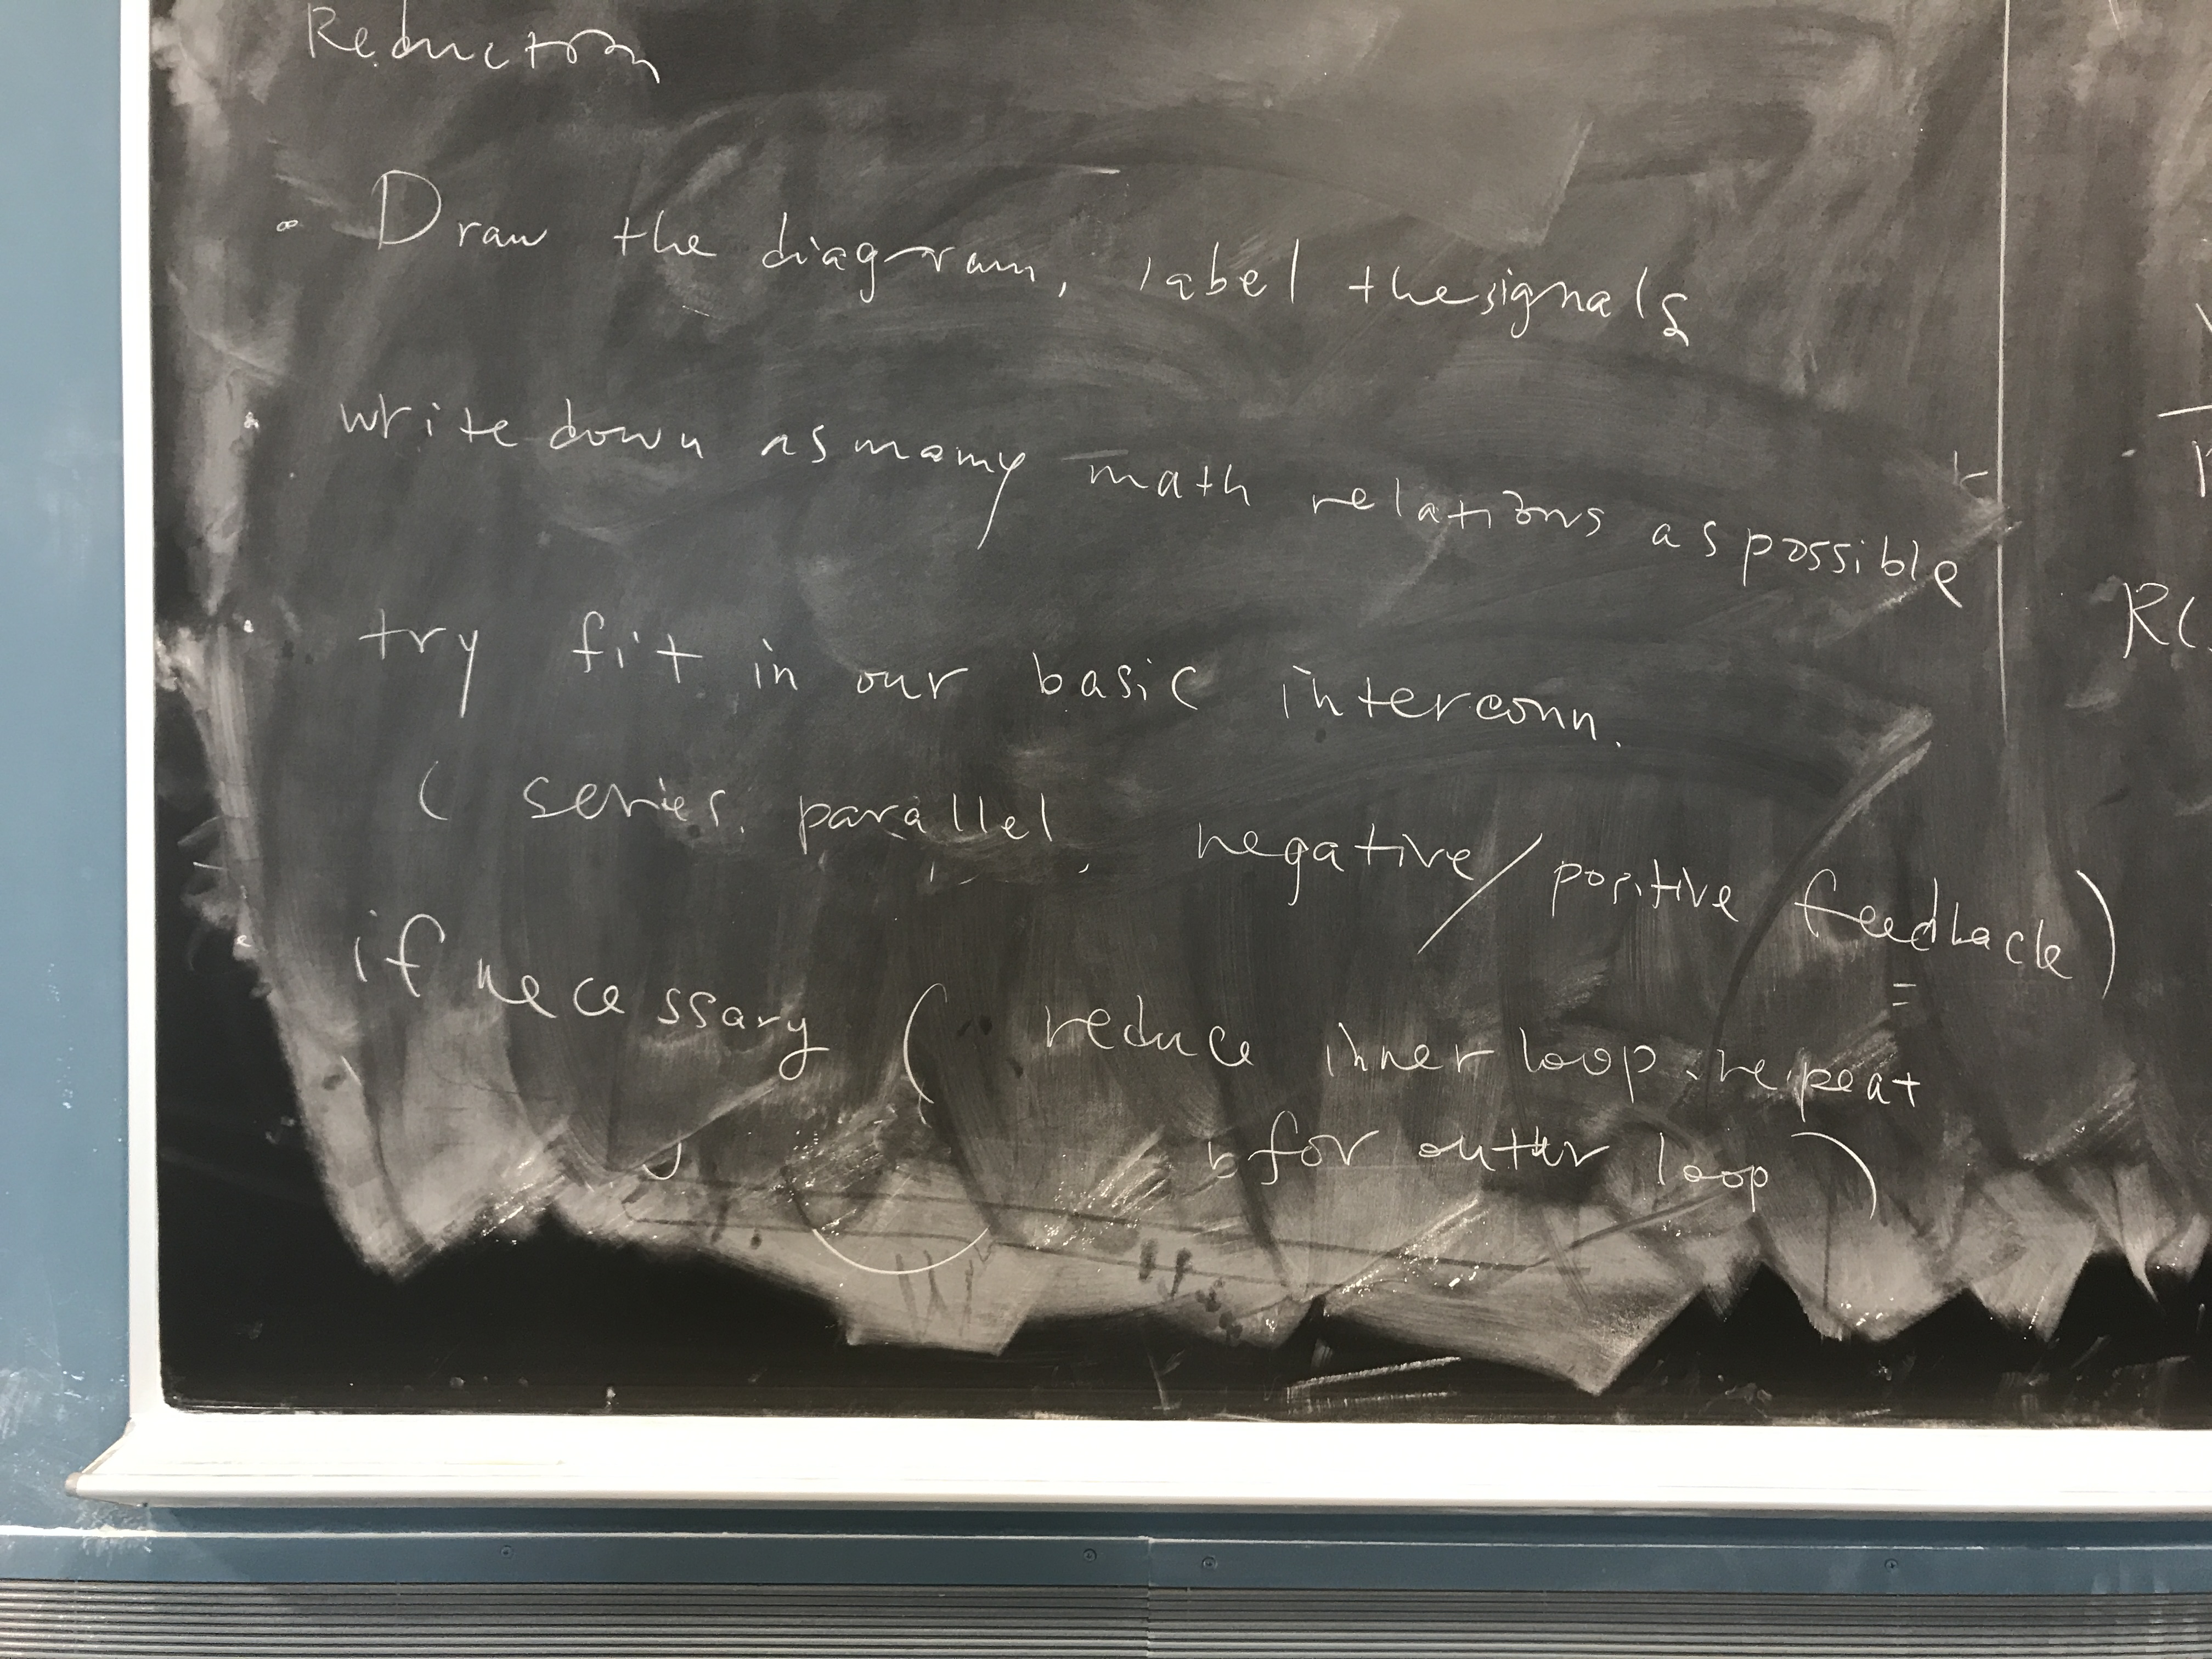 Reduction
Draw the diagram, label the signals
write down as many math relations as possible
try fit in our basic interconn.
( series, parallel, negative/positive feedback)
if necessary ( reduce inner loop, repeat
for outer loop )